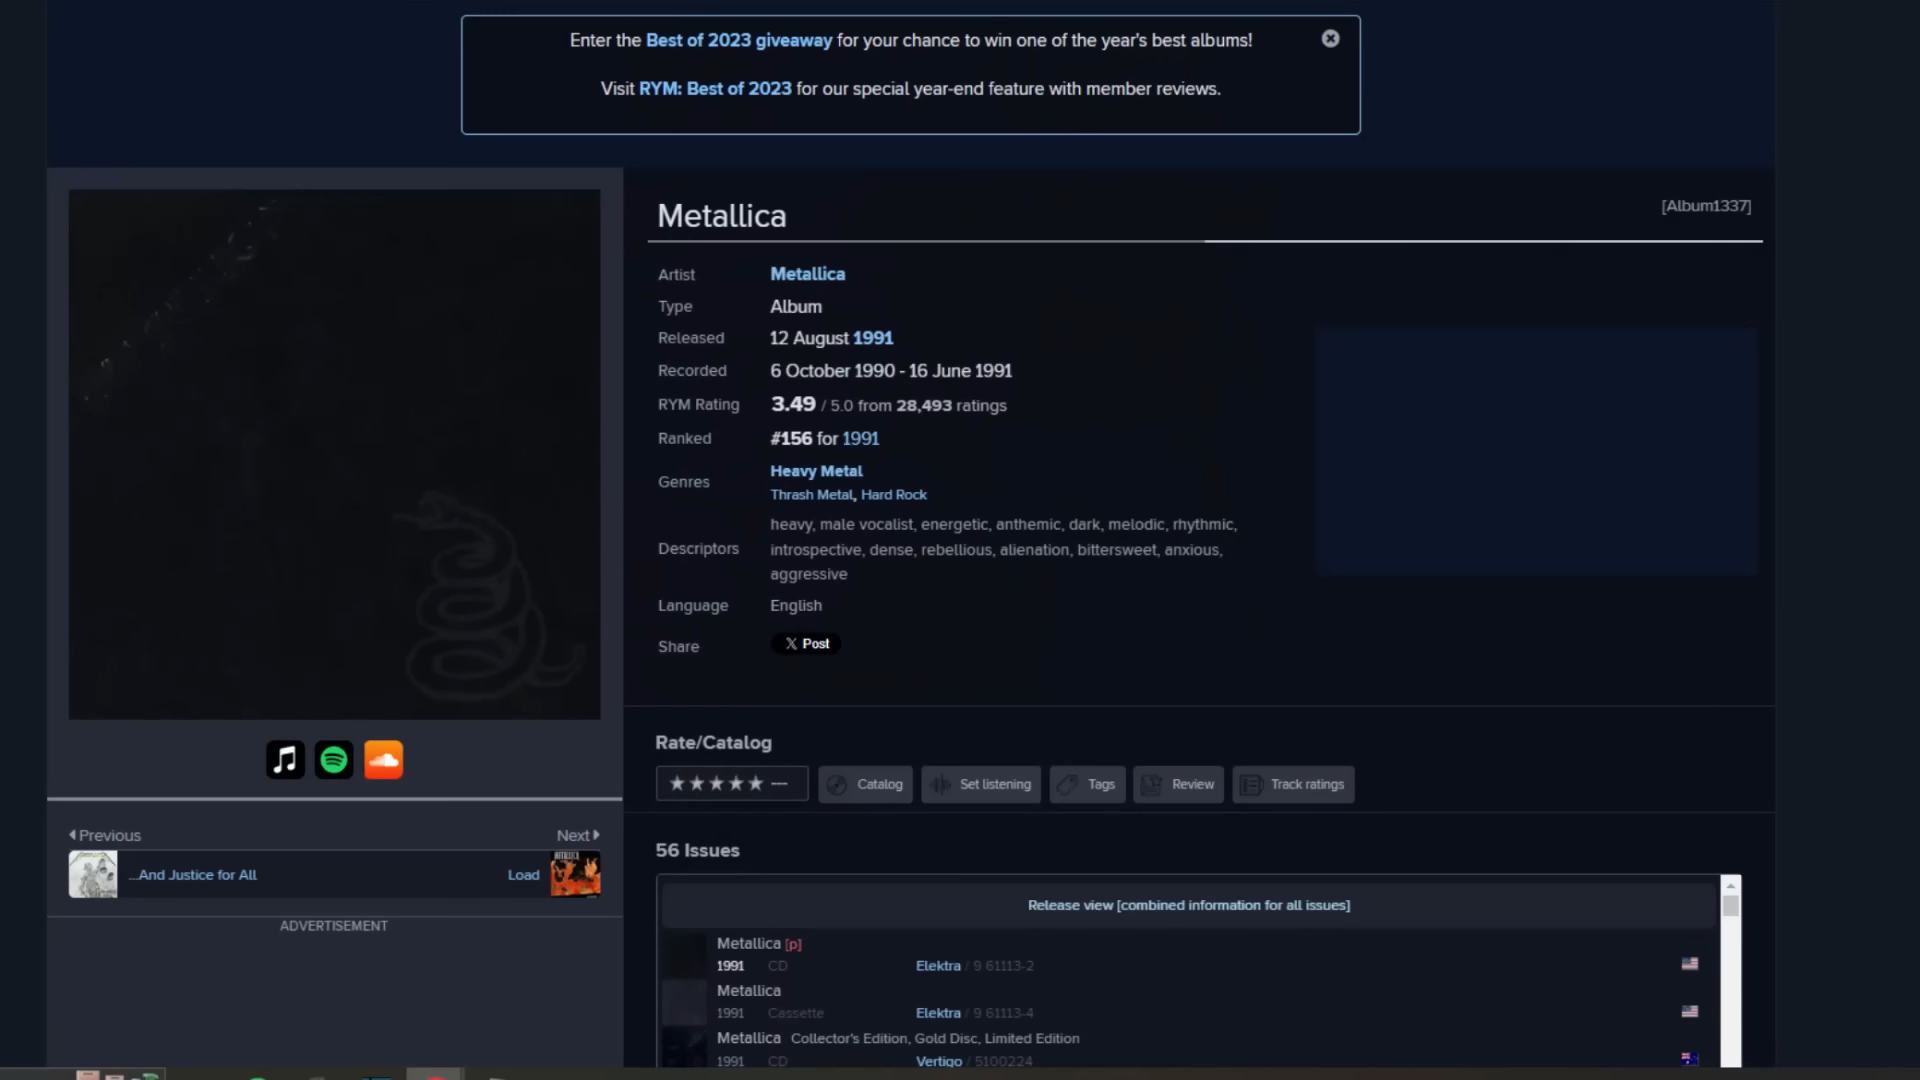 Enter the Best of 2023 giveaway for your chance to win one of the year's best albums!
Visit RYM: Best of 2023 for our special year-end feature with member reviews.
Metallica
[Album1337]
Artist Metallica
Type Album
Released 12 August 1991
Recorded 6 October 1990 - 16 June 1991
RYM Rating 3.49 / 5.0 from 28,493 ratings
Ranked #156 for 1991
Genres Heavy Metal
Thrash Metal, Hard Rock
Descriptors heavy, male vocalist, energetic, anthemic, dark, melodic, rhythmic,
introspective, dense, rebellious, alienation, bittersweet, anxious,
aggressive
Language English
Share X Post
Rate/Catalog
Catalog Set listening Tags Review Track ratings
Previous Next
...And Justice for All Load
ADVERTISEMENT
56 Issues
Release view [combined information for all issues]
Metallica [p]
1991 CD Elektra / 9 61113-2
Metallica
1991 Cassette Elektra / 9 61113-4
Metallica Collector's Edition, Gold Disc, Limited Edition
1991 CD Vertigo / 5100224